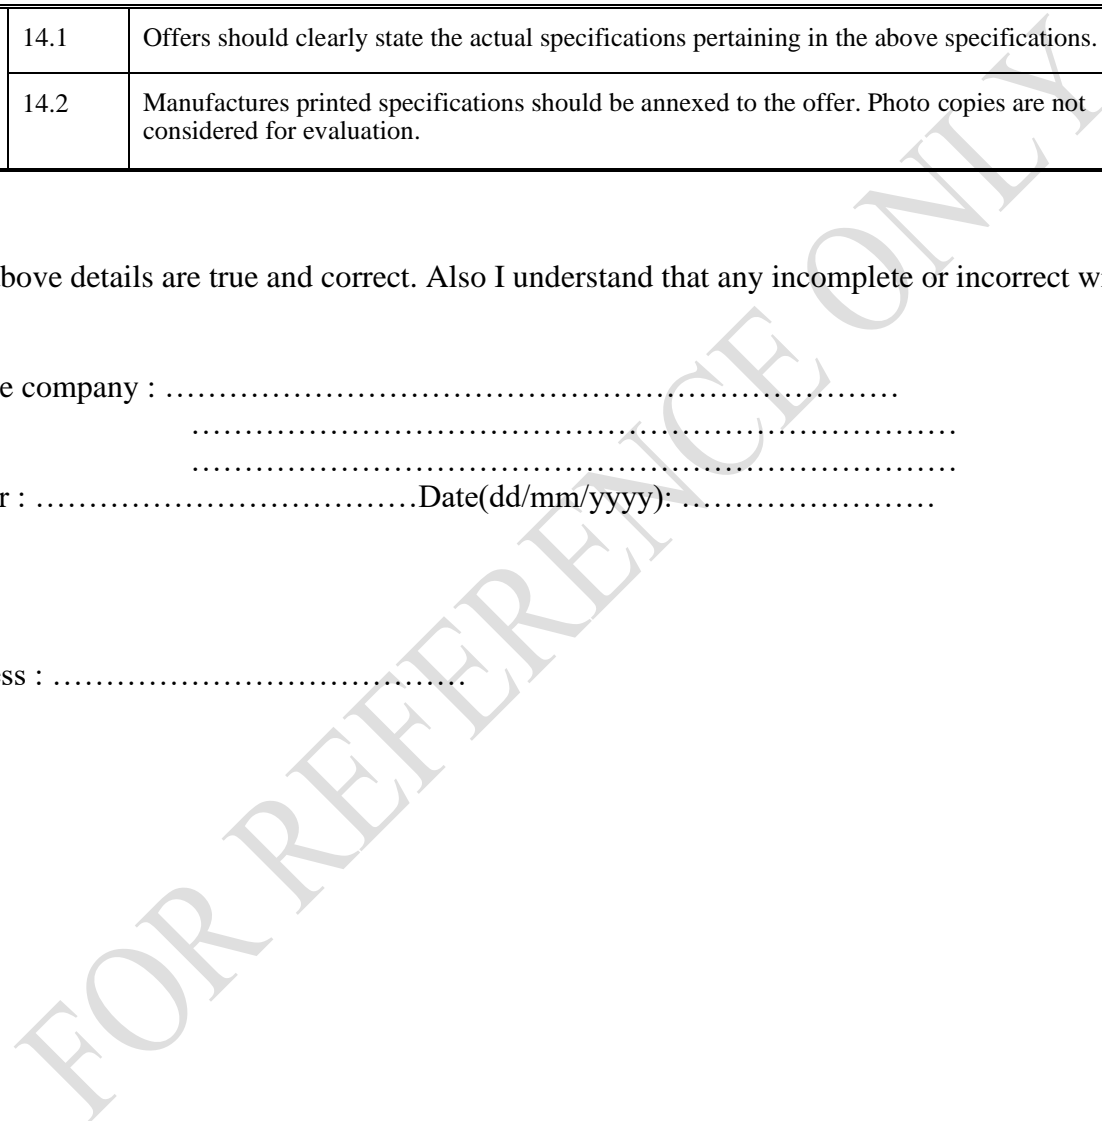 14.1 Offers should clearly state the actual specifications pertaining in the above specifications.
14.2 Manufactures printed specifications should be annexed to the offer. Photo copies are not
considered for evaluation.
bove details are true and correct. Also I understand that any incomplete or incorrect w
e company : ……………………………………………………………
………………………………………………………………
………………………………………………………………
r : ………………………………Date(dd/mm/yyyy): ……………………
ess : …………………………………
FOR REFERENCE ONLY